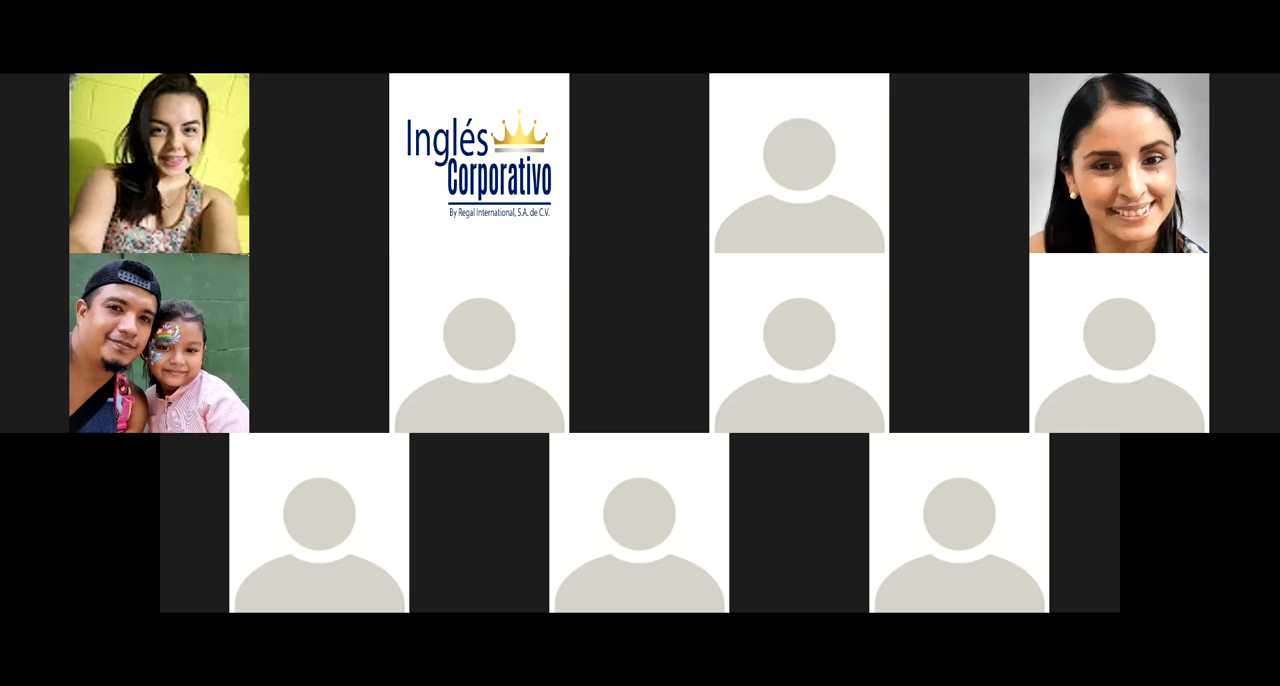 Inglés
Corporativo
By Regal International, S.A. de C.V.